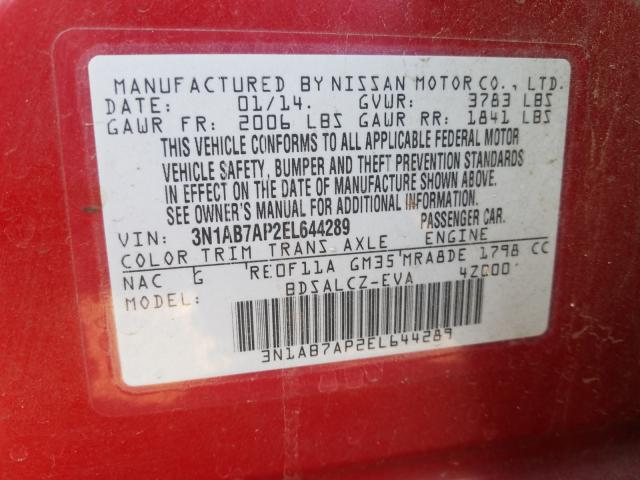 MANUFACTURED BY NISSAN MOTOR CO., LTD.
DATE: 01/14. GVWR: 3783 LBS
GAWR FR: 2006 LBS GAWR RR: 1841 LBS
THIS VEHICLE CONFORMS TO ALL APPLICABLE FEDERAL MOTOR
VEHICLE SAFETY, BUMPER AND THEFT PREVENTION STANDARDS
IN EFFECT ON THE DATE OF MANUFACTURE SHOWN ABOVE.
SEE OWNER'S MANUAL FOR ADDITIONAL INFORMATION.
VIN: 3N1AB7AP2EL644289 PASSENGER CAR.
COLOR TRIM TRANS AXLE ENGINE
NAC G RE0F11A GM35 MRA8DE 1798 CC
MODEL: BDSALCZ-EVA 4Z000
3N1AB7AP2EL644289